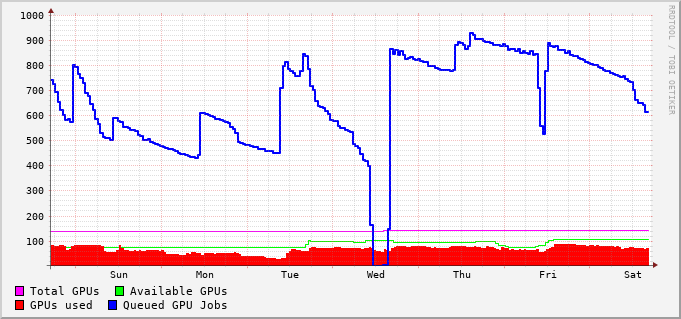 1000
900
800
700
600
500
400
300
200
100
Sun Mon Tue Wed Thu Fri Sat
Total GPUs Available GPUs
GPUs used Queued GPU Jobs
RRDTOOL / TOBI OETIKER